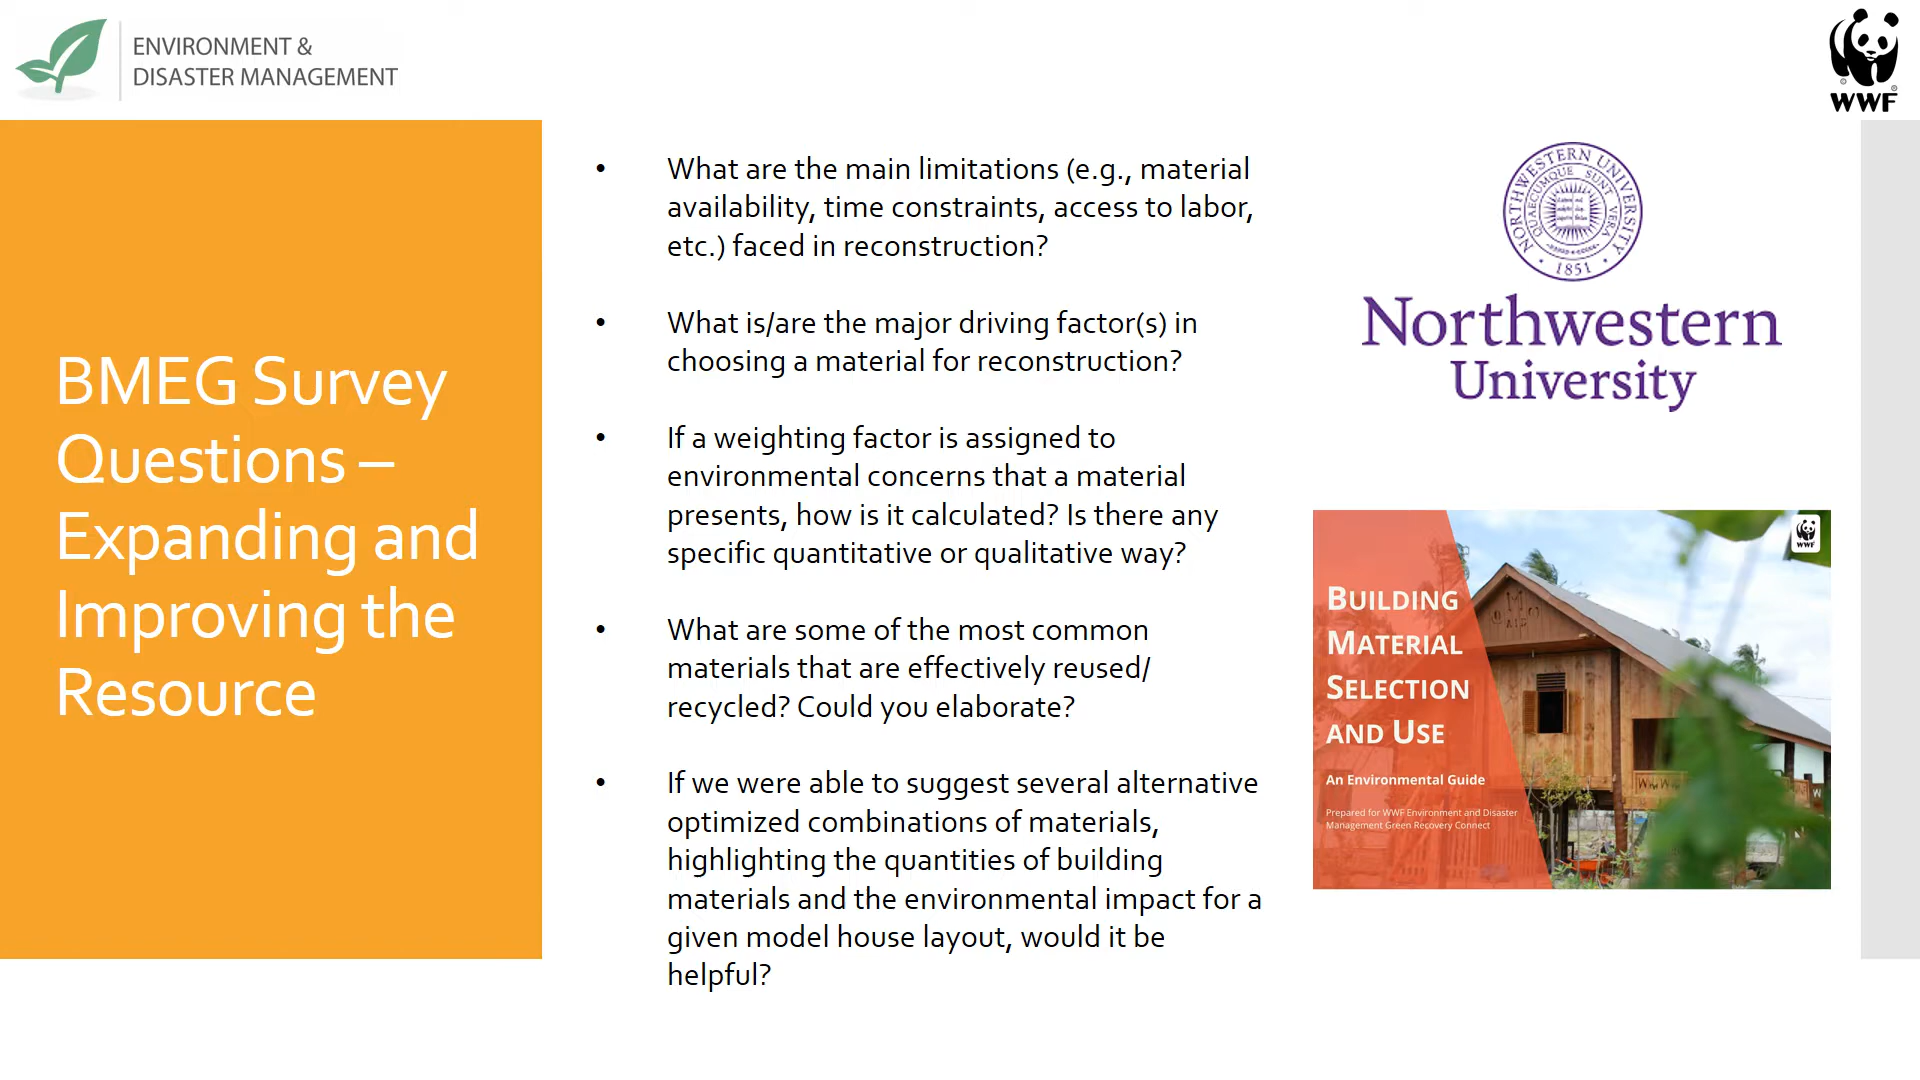 ENVIRONMENT &
DISASTER MANAGEMENT
WWF
BMEG Survey
Questions –
Expanding and
Improving the
Resource
• What are the main limitations (e.g., material
availability, time constraints, access to labor,
etc.) faced in reconstruction?
• What is/are the major driving factor(s) in
choosing a material for reconstruction?
• If a weighting factor is assigned to
environmental concerns that a material
presents, how is it calculated? Is there any
specific quantitative or qualitative way?
• What are some of the most common
materials that are effectively reused/
recycled? Could you elaborate?
• If we were able to suggest several alternative
optimized combinations of materials,
highlighting the quantities of building
materials and the environmental impact for a
given model house layout, would it be
helpful?
NORTHWESTERN UNIVERSITY
QUAECUMQUE SUNT VERA
• 1851 •
Northwestern
University
WWF
BUILDING
MATERIAL
SELECTION
AND USE
An Environmental Guide
Prepared for WWF Environment and Disaster
Management Green Recovery Connect